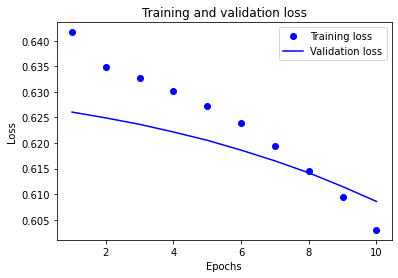 Training and validation loss
Training loss
Validation loss
0.640
0.635
0.630
0.625
0.620
0.615
0.610
0.605
Loss
2
4
6
8
10
Epochs